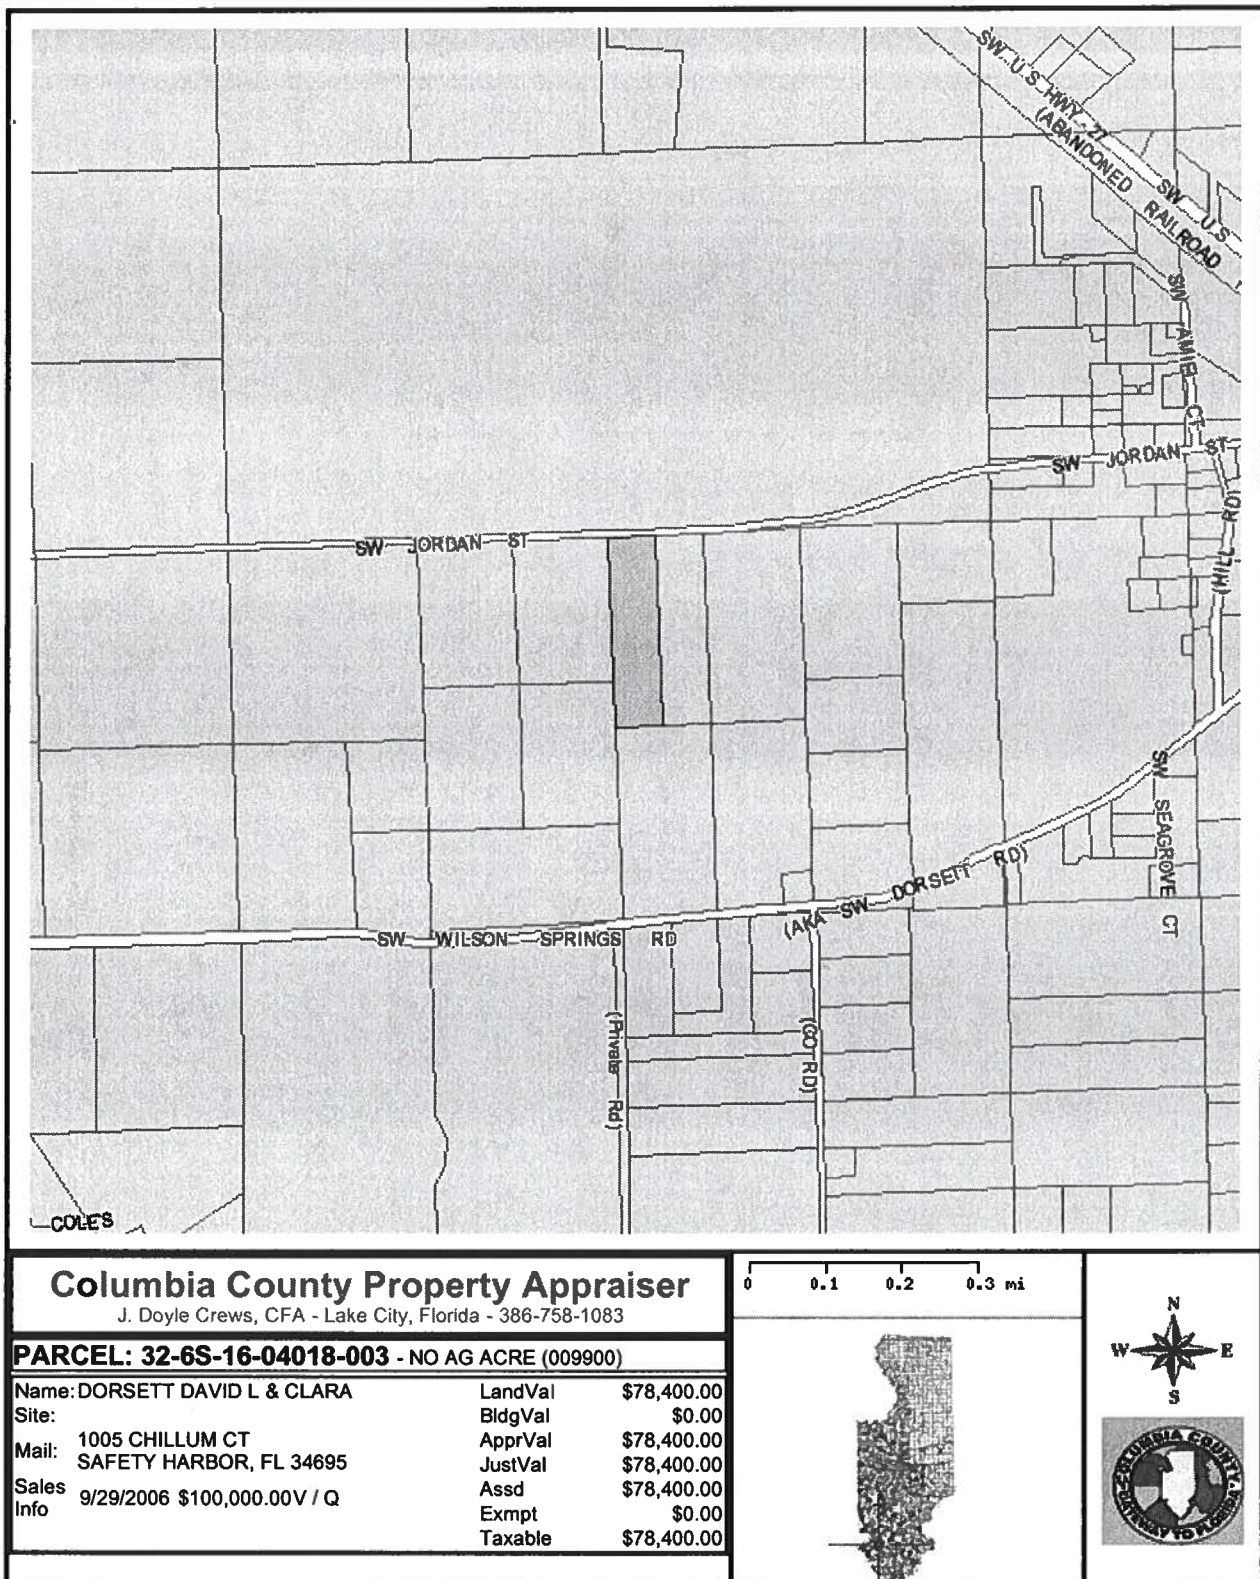 SW U S HWY 27
(ABANDONED RAILROAD
SW U S
SW AMIE CT
SW JORDAN ST
(HILL RD)
SW JORDAN ST
SW SEAGROVE CT
(AKA SW DORSETT RD)
SW WILSON SPRINGS RD
(Private Rd)
(CO RD)
COLES
Columbia County Property Appraiser
J. Doyle Crews, CFA - Lake City, Florida - 386-758-1083
PARCEL: 32-6S-16-04018-003 - NO AG ACRE (009900)
Name: DORSETT DAVID L & CLARA
Site:
Mail: 1005 CHILLUM CT
SAFETY HARBOR, FL 34695
Sales Info 9/29/2006 $100,000.00V / Q
LandVal $78,400.00
BldgVal $0.00
ApprVal $78,400.00
JustVal $78,400.00
Assd $78,400.00
Exmpt $0.00
Taxable $78,400.00
0 0.1 0.2 0.3 mi
N
W E
S
COLUMBIA COUNTY
GATEWAY TO FLORIDA